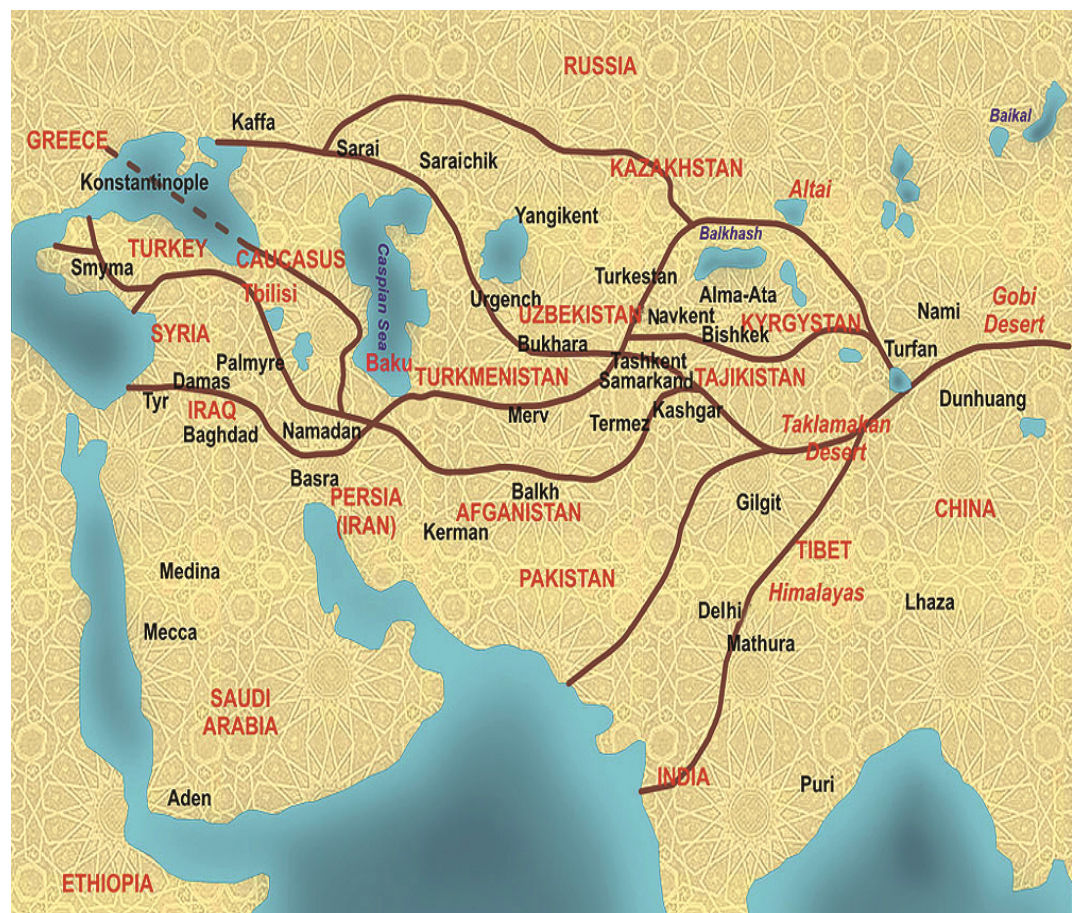 RUSSIA
Baikal
Kaffa
GREECE
Sarai
Saraichik
KAZAKHSTAN
Konstantinople
Altai
Yangikent
Balkhash
TURKEY
CAUCASUS
Caspian Sea
Smyma
Turkestan
Tbilisi
Urgench
Alma-Ata
Gobi
Desert
Nami
UZBEKISTAN
Navkent
KYRGYSTAN
SYRIA
Bishkek
Bukhara
Turfan
Palmyre
Baku
Tashkent
TURKMENISTAN
Samarkand
TAJIKISTAN
Damas
Tyr
IRAQ
Merv
Kashgar
Dunhuang
Baghdad
Namadan
Termez
Taklamakan
Desert
Basra
Balkh
PERSIA
(IRAN)
AFGANISTAN
Gilgit
CHINA
Kerman
TIBET
Medina
PAKISTAN
Himalayas
Lhaza
Delhi
Mecca
Mathura
SAUDI
ARABIA
INDIA
Puri
Aden
ETHIOPIA